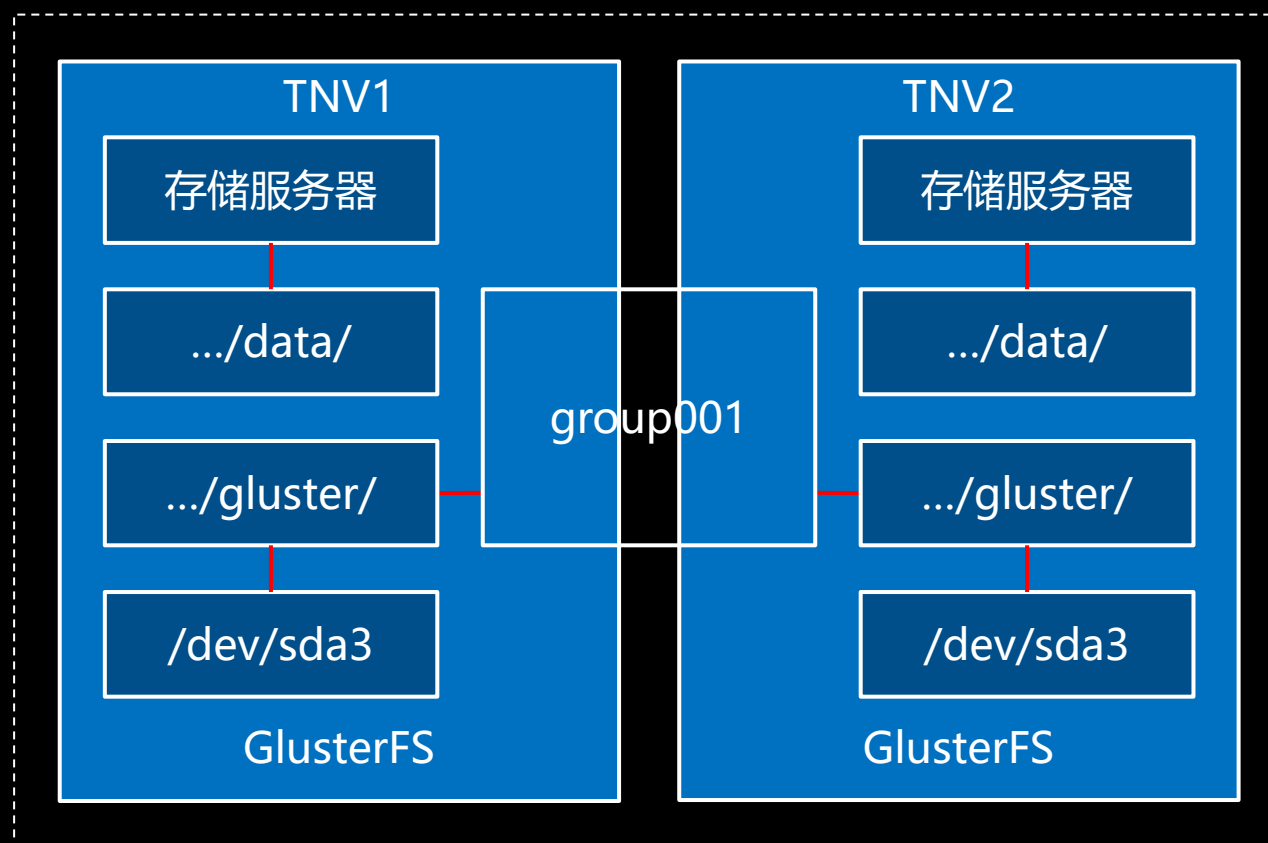 TNV1
存储服务器
.../data/
.../gluster/
/dev/sda3
GlusterFS
group001
TNV2
存储服务器
.../data/
.../gluster/
/dev/sda3
GlusterFS